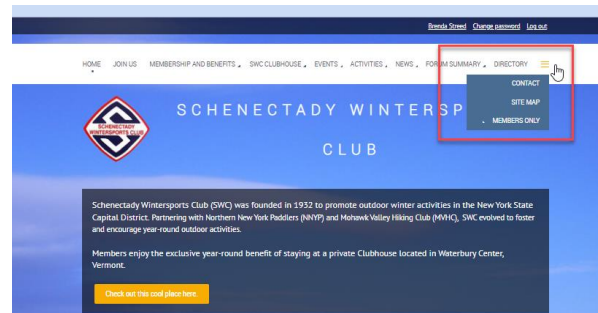 Brenda Streed Change password Log out
HOME JOIN US MEMBERSHIP AND BENEFITS SWC CLUBHOUSE EVENTS ACTIVITIES NEWS FORUM SUMMARY DIRECTORY
CONTACT
SITE MAP
MEMBERS ONLY
SCHENECTADY WINTERSP
CLUB
SCHENECTADY
WINTERSPORTS CLUB
Schenectady Wintersports Club (SWC) was founded in 1932 to promote outdoor winter activities in the New York State
Capital District. Partnering with Northern New York Paddlers (NNYP) and Mohawk Valley Hiking Club (MVHC), SWC evolved to foster
and encourage year-round outdoor activities.
Members enjoy the exclusive year-round benefit of staying at a private Clubhouse located in Waterbury Center,
Vermont.
Check out this cool place here.